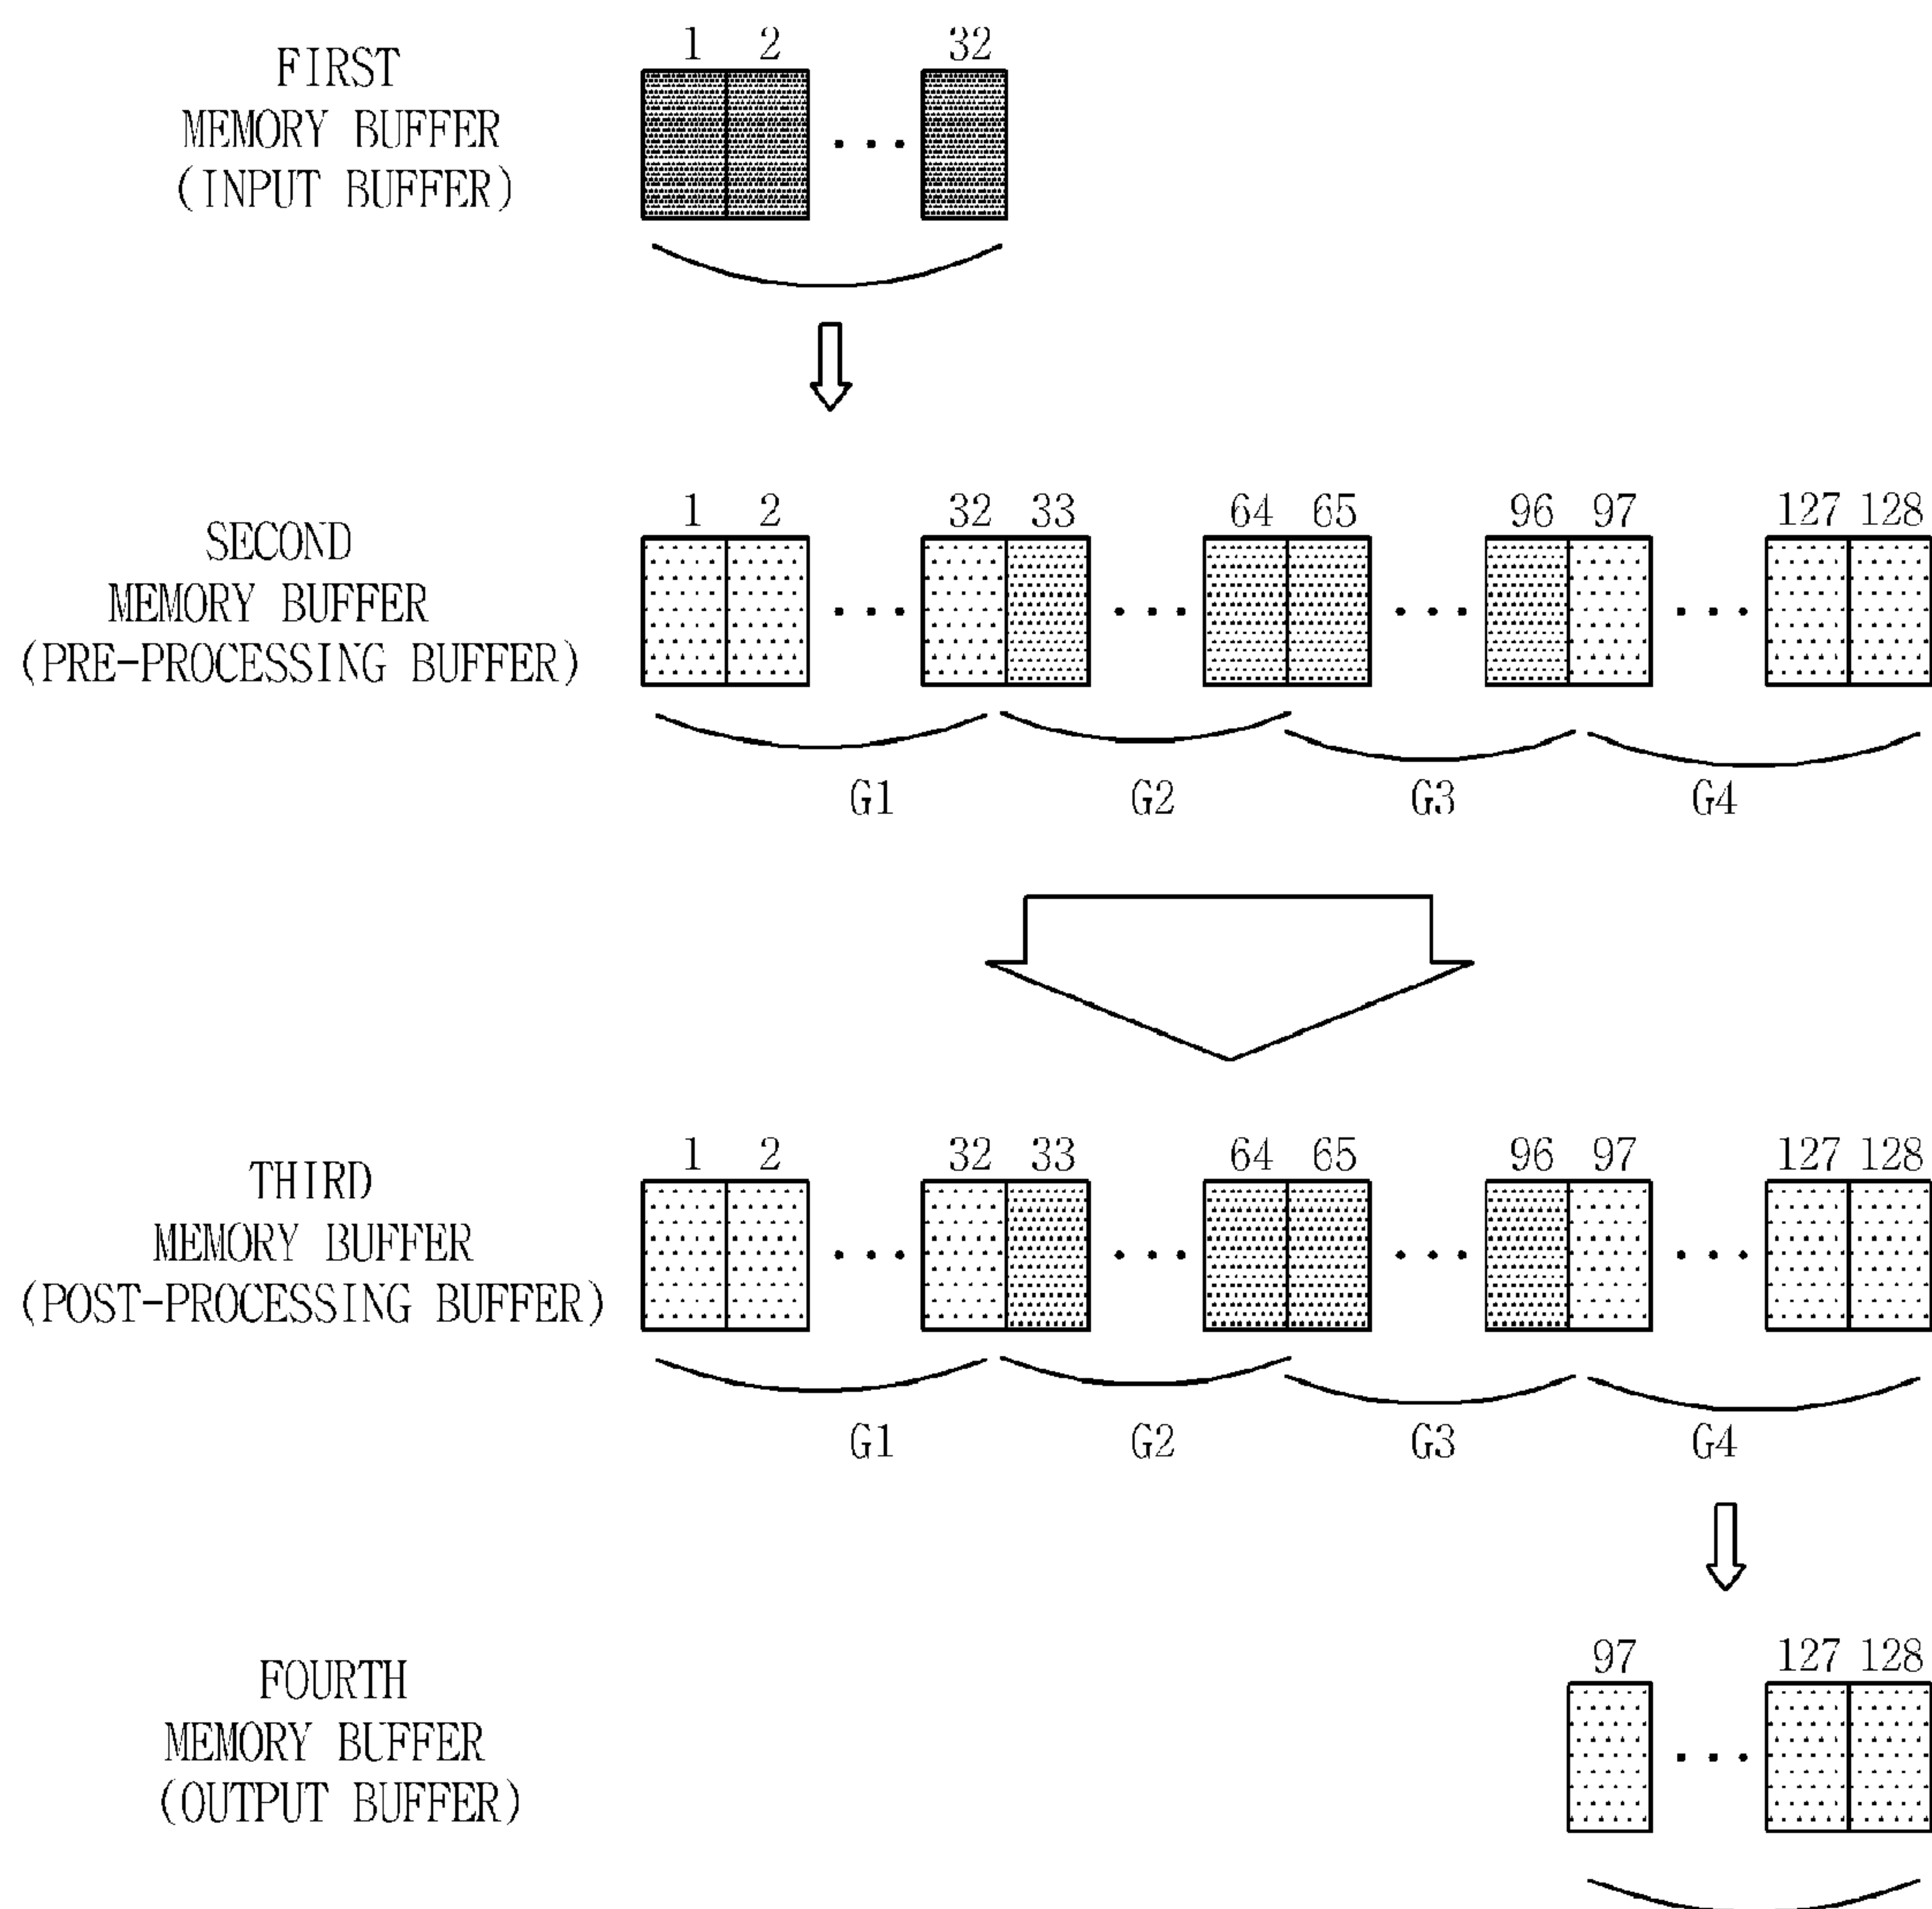 1 2 32
FIRST
MEMORY BUFFER
(INPUT BUFFER)
1 2 32 33 64 65 96 97 127 128
SECOND
MEMORY BUFFER
(PRE-PROCESSING BUFFER)
G1 G2 G3 G4
1 2 32 33 64 65 96 97 127 128
THIRD
MEMORY BUFFER
(POST-PROCESSING BUFFER)
G1 G2 G3 G4
97 127 128
FOURTH
MEMORY BUFFER
(OUTPUT BUFFER)